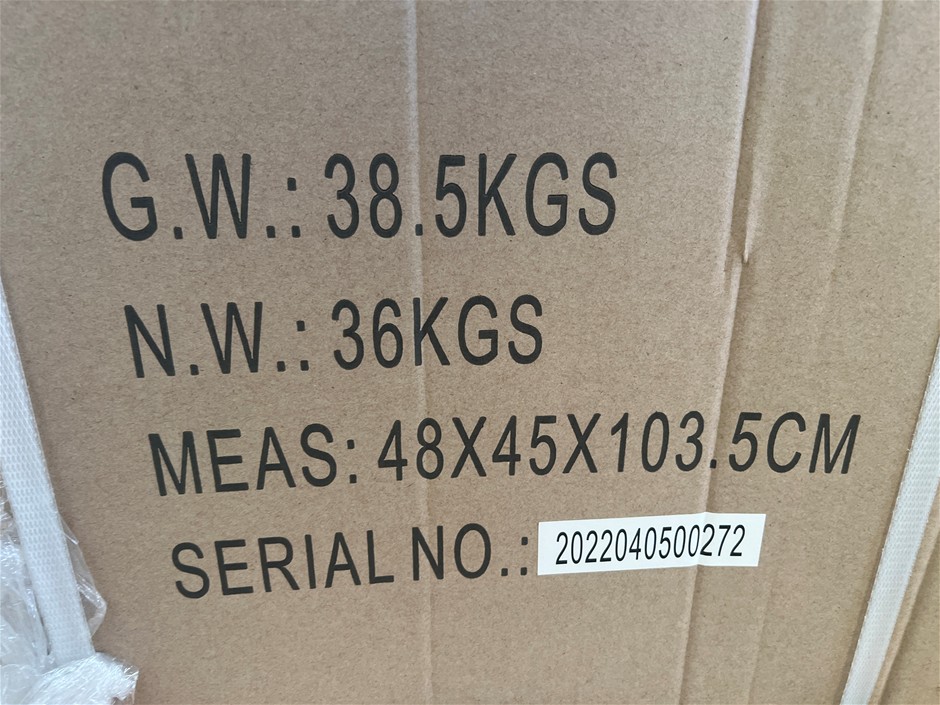 G.W.: 38.5KGS
N.W.: 36KGS
MEAS: 48X45X103.5CM
SERIAL NO.: 2022040500272